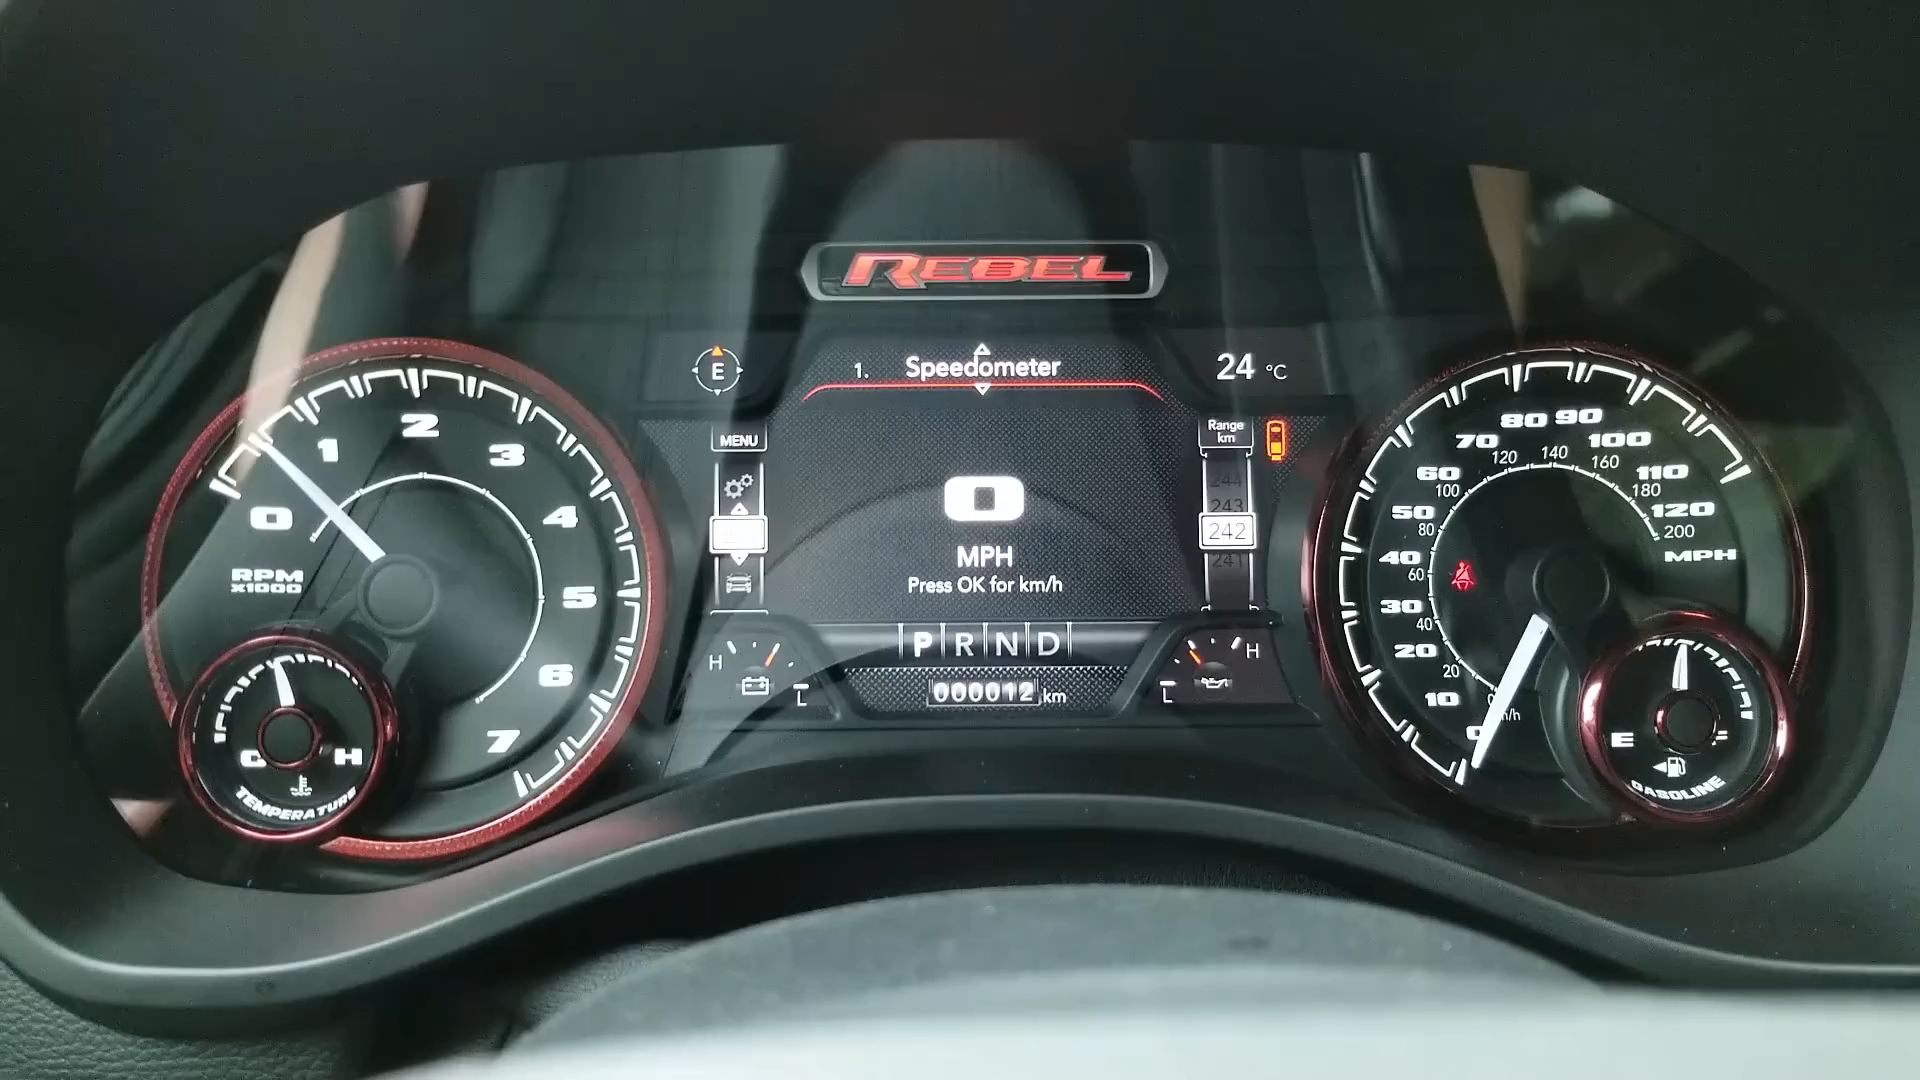 REBEL
E
1. Speedometer
24 °C
MENU
Range
km
244
243
242
241
0
MPH
Press OK for km/h
P R N D
000012 km
H
L
H
L
0
1
2
3
4
5
6
7
RPM
x1000
C
H
TEMPERATURE
0
10
20
30
40
50
60
70
80
90
100
110
120
MPH
0
20
40
60
80
100
120
140
160
180
200
km/h
E
GASOLINE